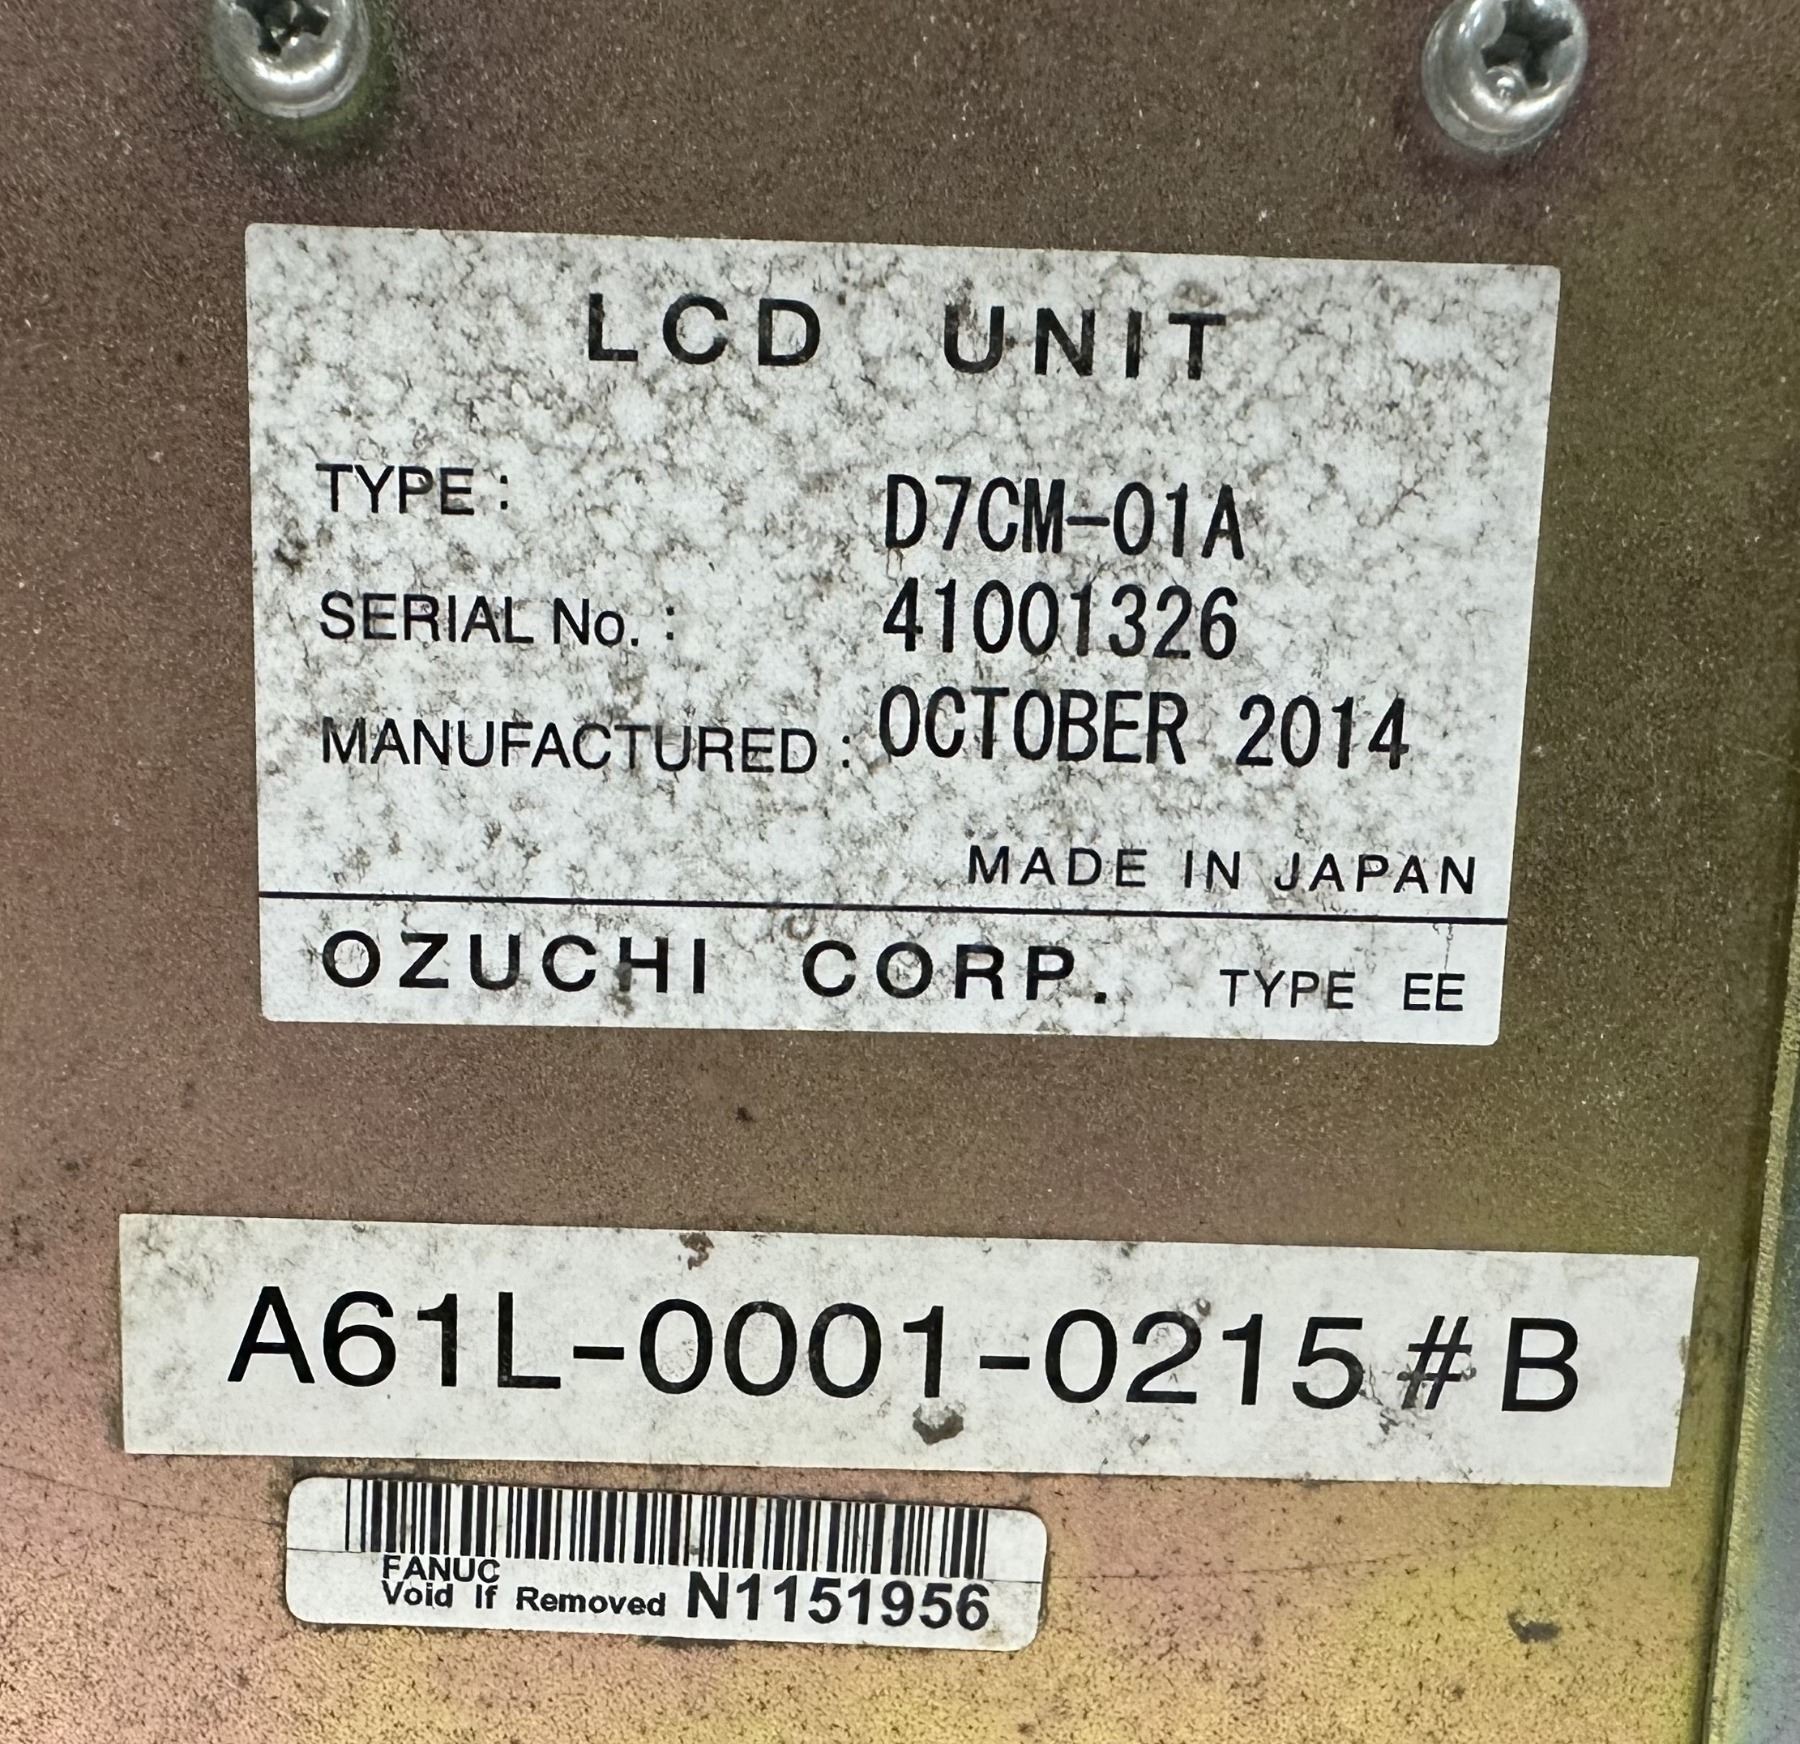 LCD UNIT
TYPE : D7CM-01A
SERIAL No. : 41001326
MANUFACTURED : OCTOBER 2014
MADE IN JAPAN
OZUCHI CORP. TYPE EE
A61L-0001-0215#B
FANUC
Void If Removed N1151956